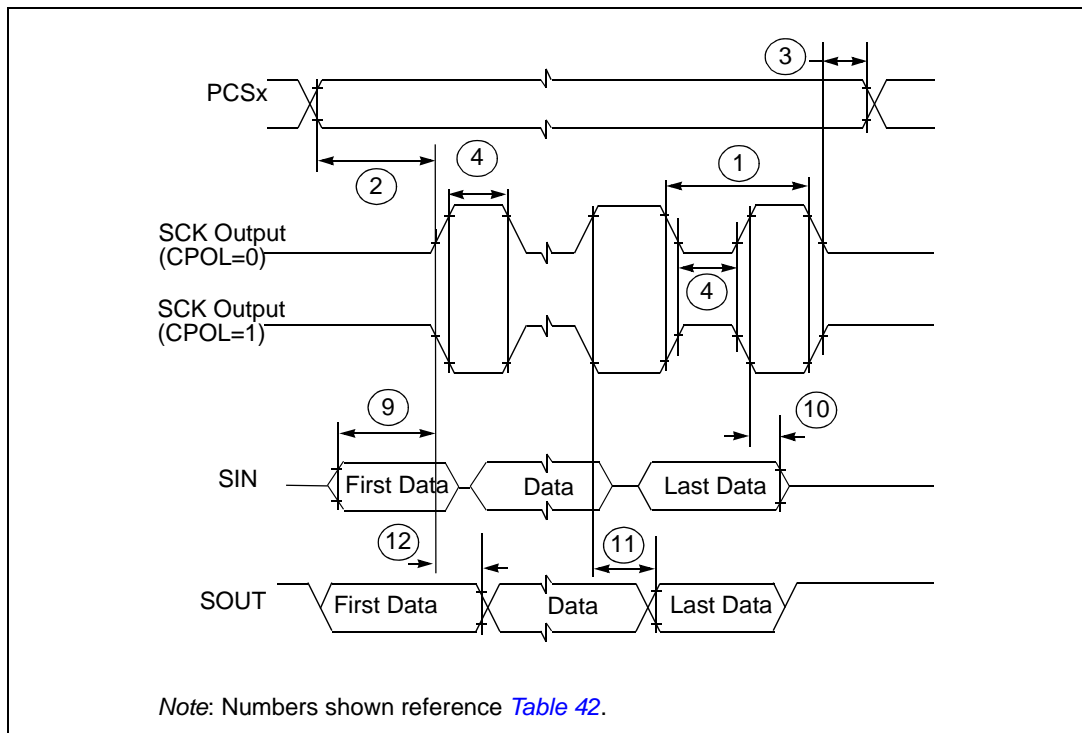 3
PCSx
4
1
2
SCK Output
(CPOL=0)
4
SCK Output
(CPOL=1)
9
10
SIN
First Data
Data
Last Data
12
11
SOUT
First Data
Data
Last Data
Note: Numbers shown reference Table 42.